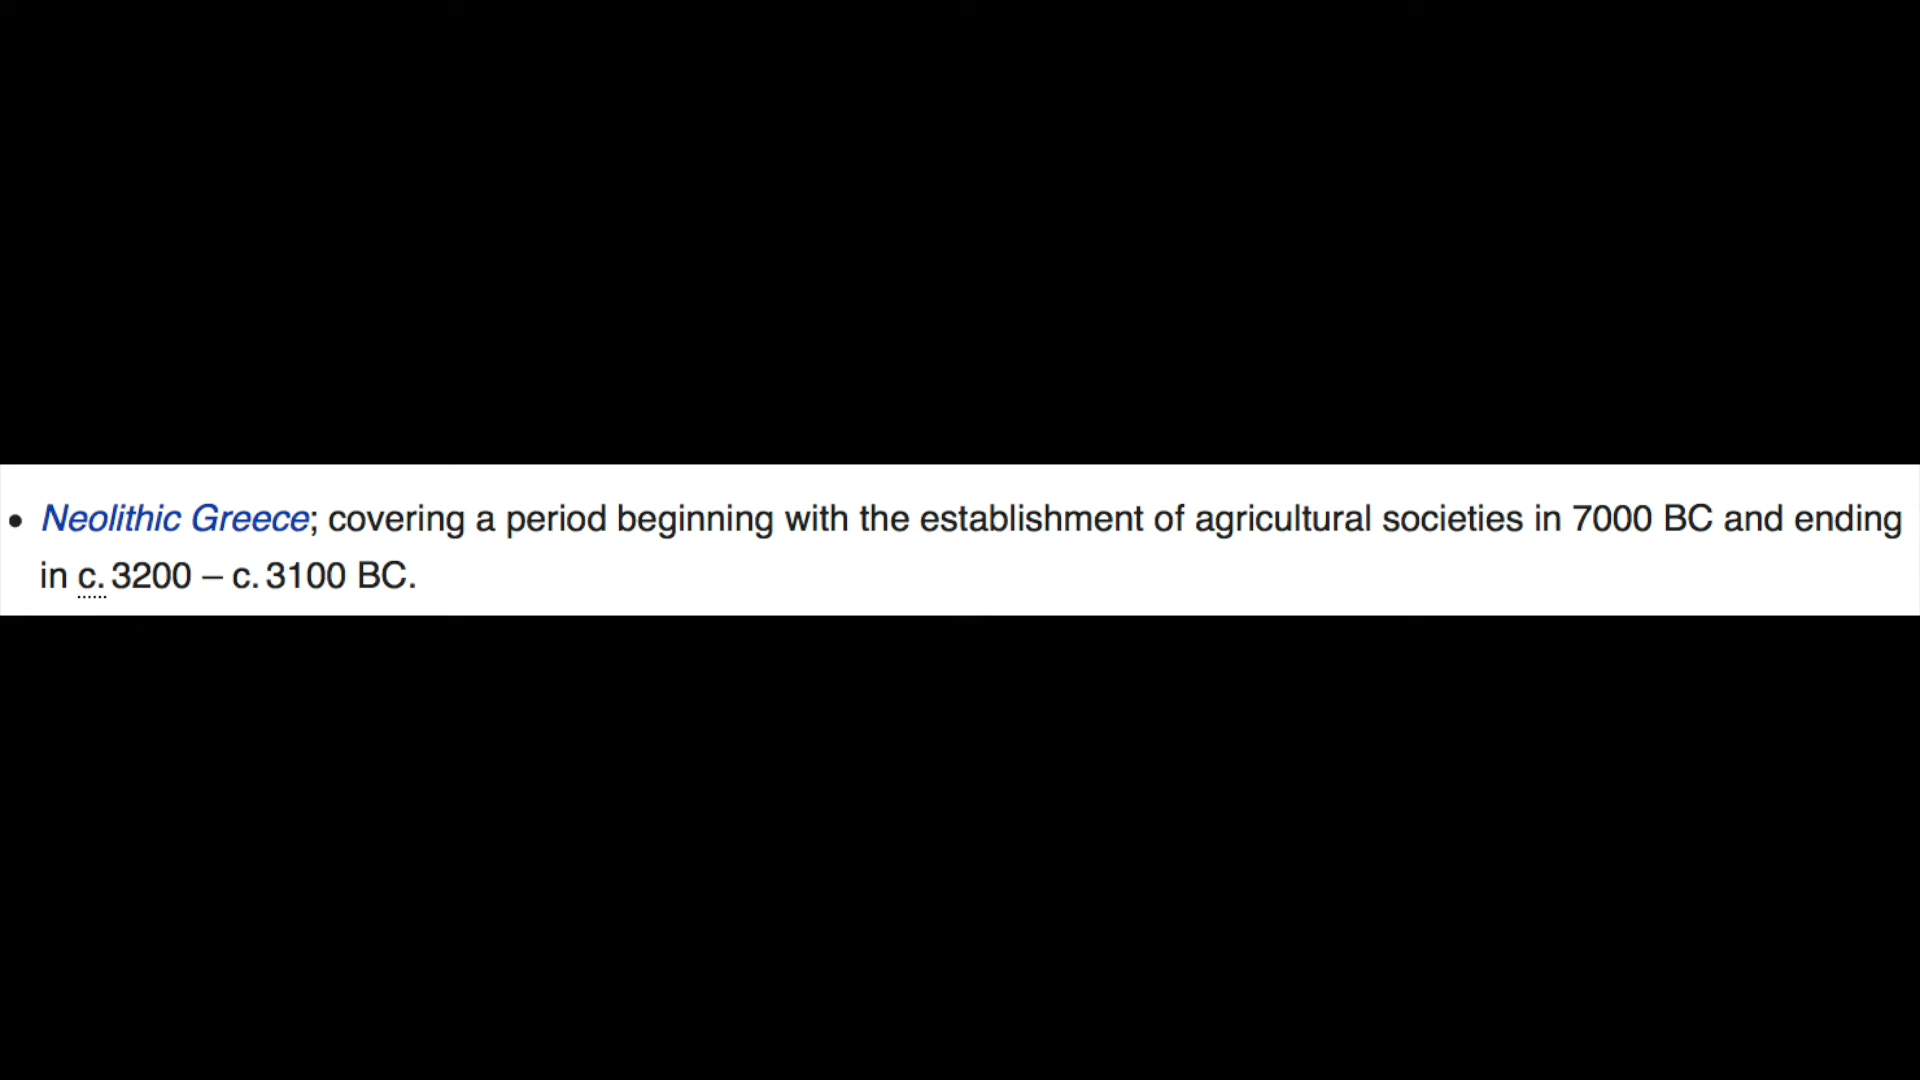 • Neolithic Greece; covering a period beginning with the establishment of agricultural societies in 7000 BC and ending
in c. 3200 – c. 3100 BC.